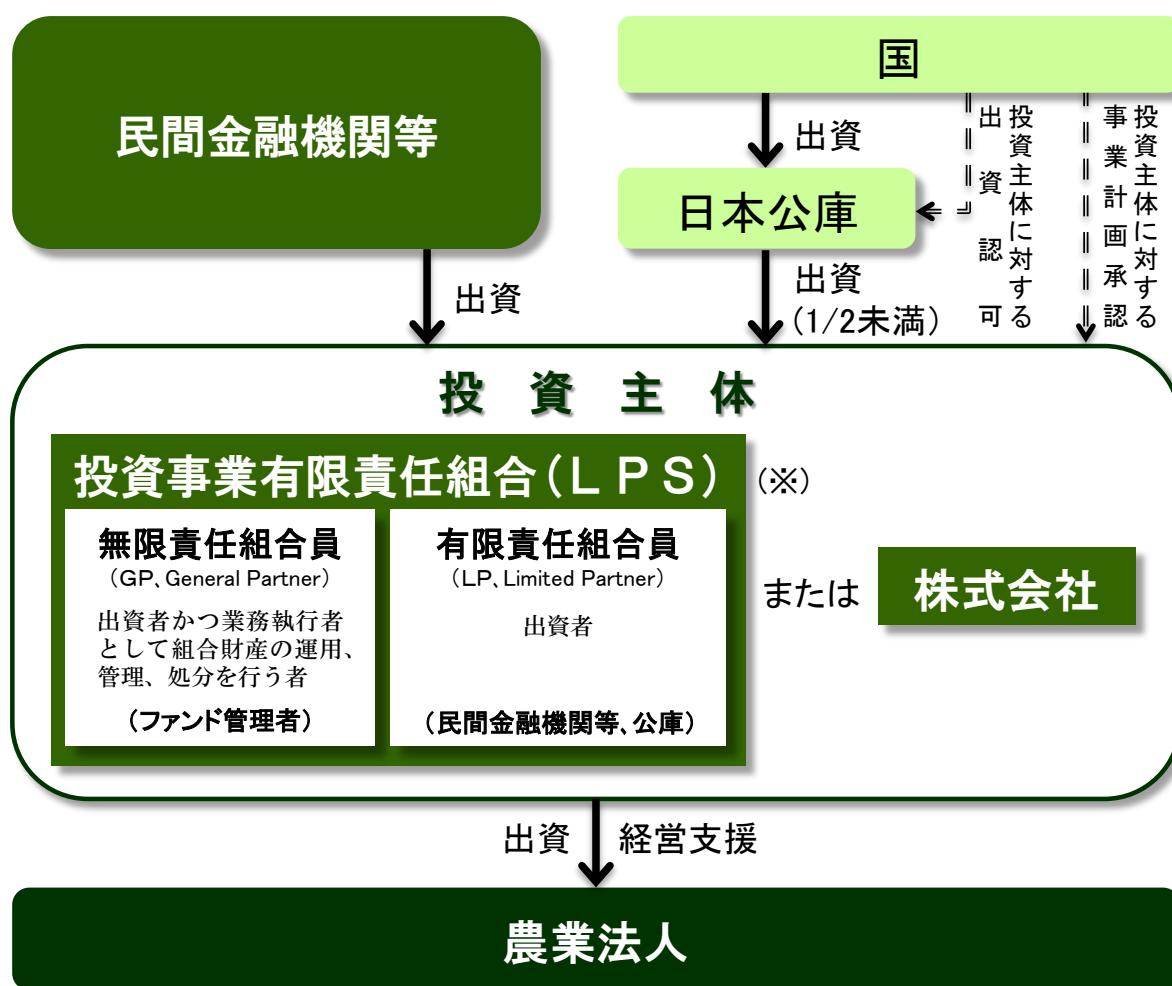 民間金融機関等
国
出資
投資主体に対する
出資認可
投資主体に対する
事業計画承認
日本公庫
出資
出資
(1/2未満)
投資主体
投資事業有限責任組合(LPS)
(※)
無限責任組合員
(GP、General Partner)
出資者かつ業務執行者
として組合財産の運用、
管理、処分を行う者
(ファンド管理者)
有限責任組合員
(LP、Limited Partner)
出資者
(民間金融機関等、公庫)
または
株式会社
出資
経営支援
農業法人